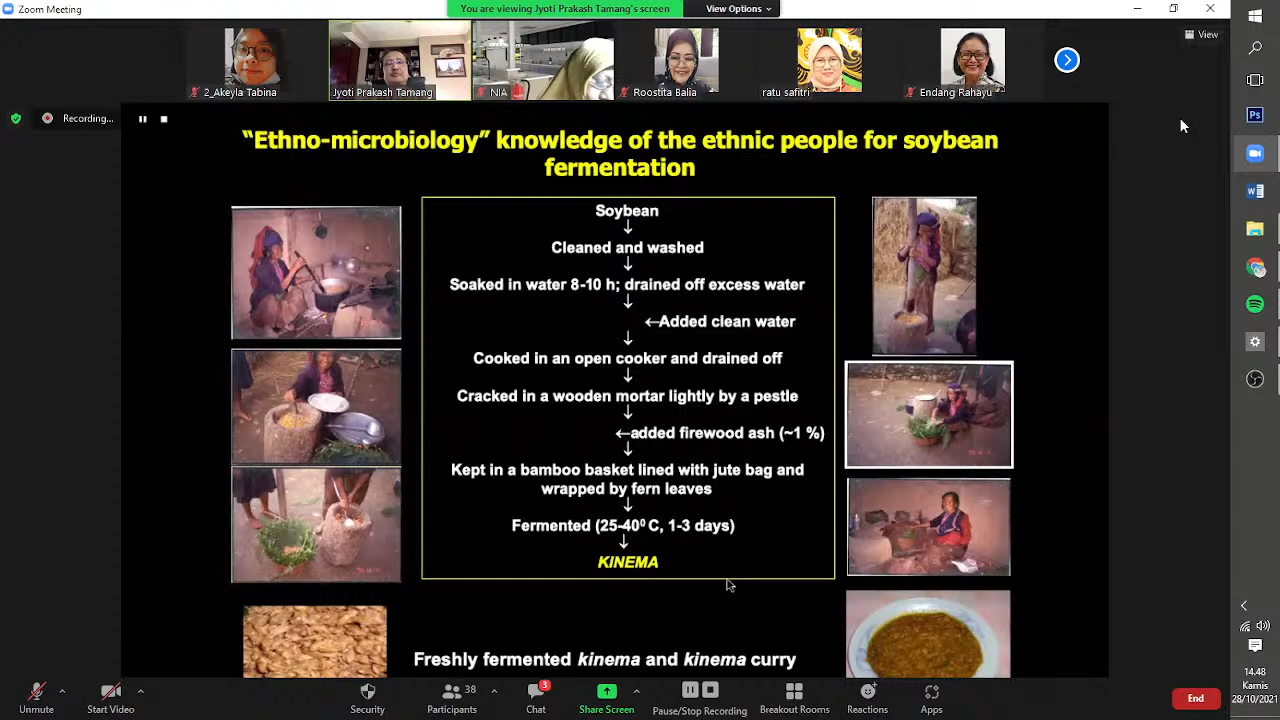 Zoom Meeting
You are viewing Jyoti Prakash Tamang's screen
View Options
View
2_Akeyla Tabina
Jyoti Prakash Tamang
NIA
Roostita Balia
ratu safitri
Endang Rahayu
Recording...
“Ethno-microbiology” knowledge of the ethnic people for soybean
fermentation
Soybean
↓
Cleaned and washed
↓
Soaked in water 8-10 h; drained off excess water
↓
←Added clean water
↓
Cooked in an open cooker and drained off
↓
Cracked in a wooden mortar lightly by a pestle
↓
←added firewood ash (~1 %)
↓
Kept in a bamboo basket lined with jute bag and
wrapped by fern leaves
↓
Fermented (25-40⁰ C, 1-3 days)
↓
KINEMA
Freshly fermented kinema and kinema curry
Unmute
Start Video
Security
Participants
38
Chat
3
Share Screen
Pause/Stop Recording
Breakout Rooms
Reactions
Apps
End
Ps
14.48
Kamis
28/10/2021